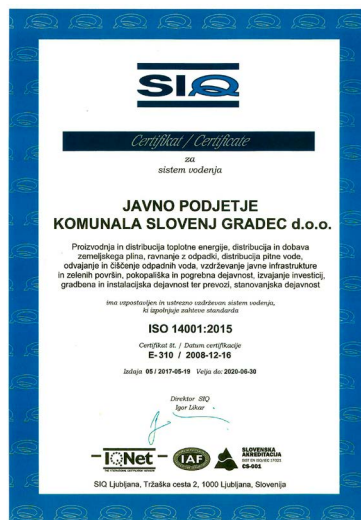 SIQ
Certifikat / Certificate
za
sistem vodenja
JAVNO PODJETJE
KOMUNALA SLOVENJ GRADEC d.o.o.
Proizvodnja in distribucija toplotne energije, distribucija in dobava
zemeljskega plina, ravnanje z odpadki, distribucija pitne vode,
odvajanje in čiščenje odpadnih voda, vzdrževanje javne infrastrukture
in zelenih površin, pokopališka in pogrebna dejavnost, izvajanje investicij,
gradbena in instalacijska dejavnost ter prevozi, stanovanjska dejavnost
ima vzpostavljen in ustrezno vzdrževan sistem vodenja,
ki izpolnjuje zahteve standarda
ISO 14001:2015
Certifikat št. / Datum certifikacije
E-310 / 2008-12-16
Izdaja 05 / 2017-05-19 Velja do: 2020-06-30
Direktor SIQ
Igor Likar
IQNet
IAF
SLOVENSKA
AKREDITACIJA
CS-001
SIQ Ljubljana, Tržaška cesta 2, 1000 Ljubljana, Slovenija